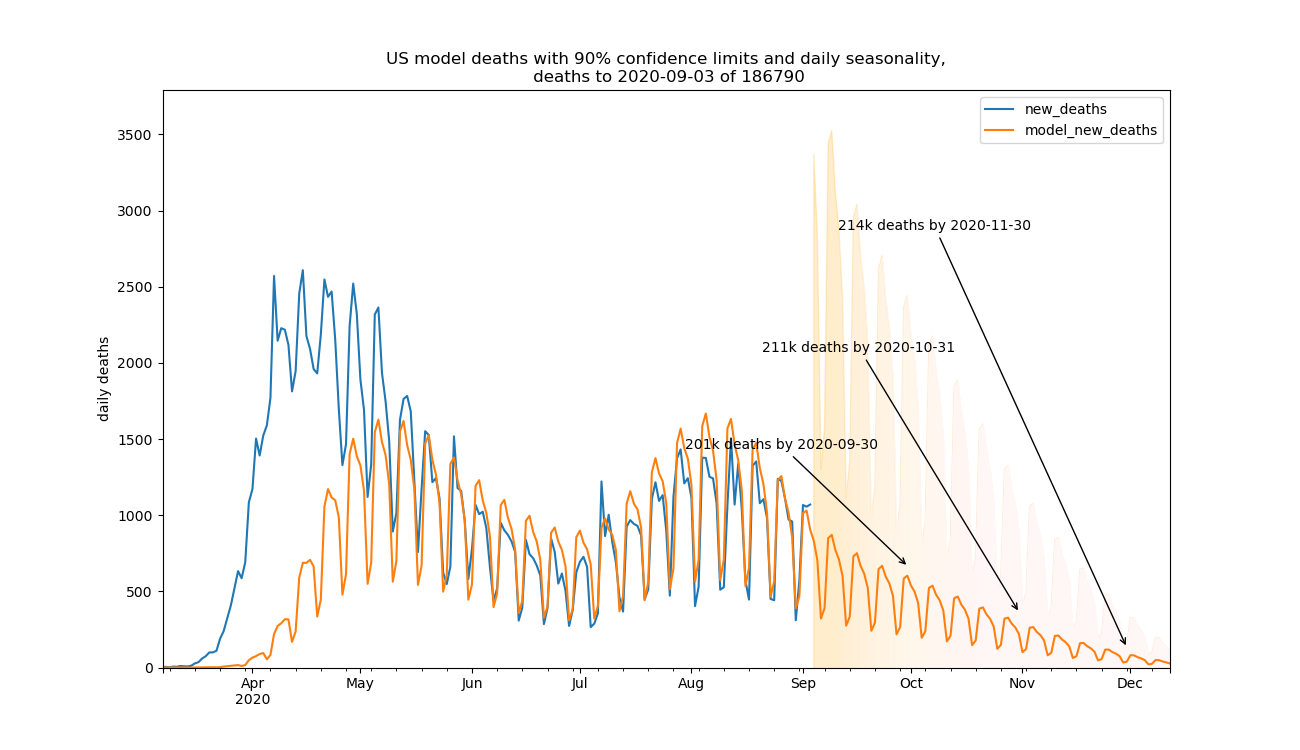 US model deaths with 90% confidence limits and daily seasonality,
deaths to 2020-09-03 of 186790
new_deaths
model_new_deaths
daily deaths
3500
3000
2500
2000
1500
1000
500
0
214k deaths by 2020-11-30
211k deaths by 2020-10-31
201k deaths by 2020-09-30
Apr May Jun Jul Aug Sep Oct Nov Dec
2020